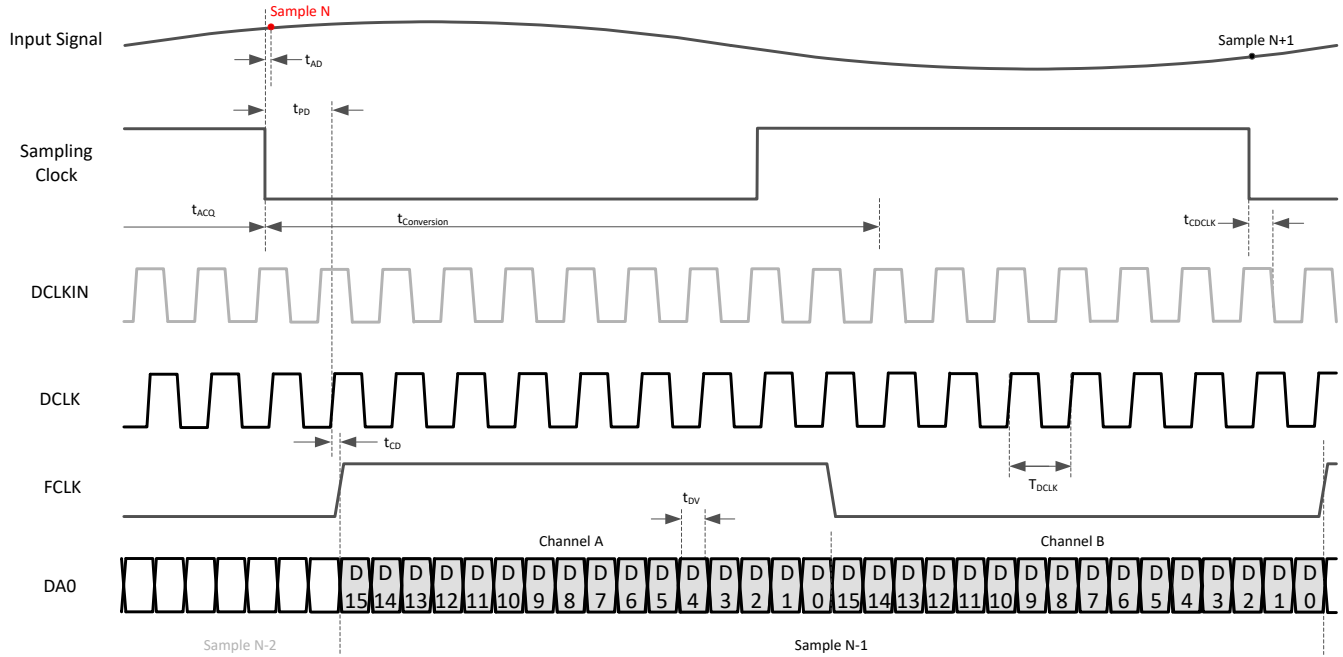 Sample N
Input Signal
Sample N+1
tAD
tPD
Sampling
Clock
tACQ
tConversion
tCDCLK
DCLKIN
DCLK
tCD
FCLK
TDCLK
tDV
Channel A
Channel B
DA0
D 15 D 14 D 13 D 12 D 11 D 10 D 9 D 8 D 7 D 6 D 5 D 4 D 3 D 2 D 1 D 0 D 15 D 14 D 13 D 12 D 11 D 10 D 9 D 8 D 7 D 6 D 5 D 4 D 3 D 2 D 1 D 0
Sample N-2
Sample N-1